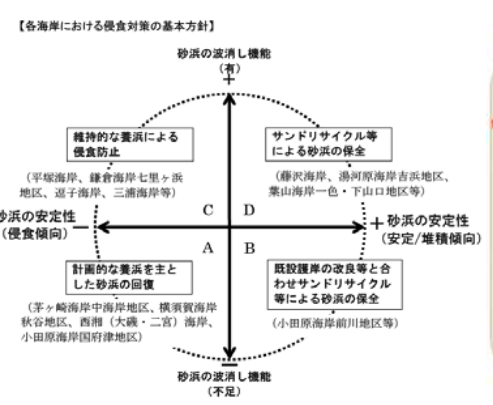 【各海岸における侵食対策の基本方針】
砂浜の波消し機能
（有）
＋
維持的な養浜による
侵食防止
（平塚海岸、鎌倉海岸七里ヶ浜
地区、逗子海岸、三浦海岸等）
サンドリサイクル等
による砂浜の保全
（藤沢海岸、湯河原海岸吉浜地区、
葉山海岸一色・下山口地区等）
C D
砂浜の安定性
（侵食傾向）
－
＋
砂浜の安定性
（安定/堆積傾向）
A B
計画的な養浜を主と
した砂浜の回復
（茅ヶ崎海岸中海岸地区、横須賀海岸
秋谷地区、西湘（大磯・二宮）海岸、
小田原海岸国府津地区）
既設護岸の改良等と合
わせサンドリサイクル
等による砂浜の保全
（小田原海岸前川地区等）
－
砂浜の波消し機能
（不足）